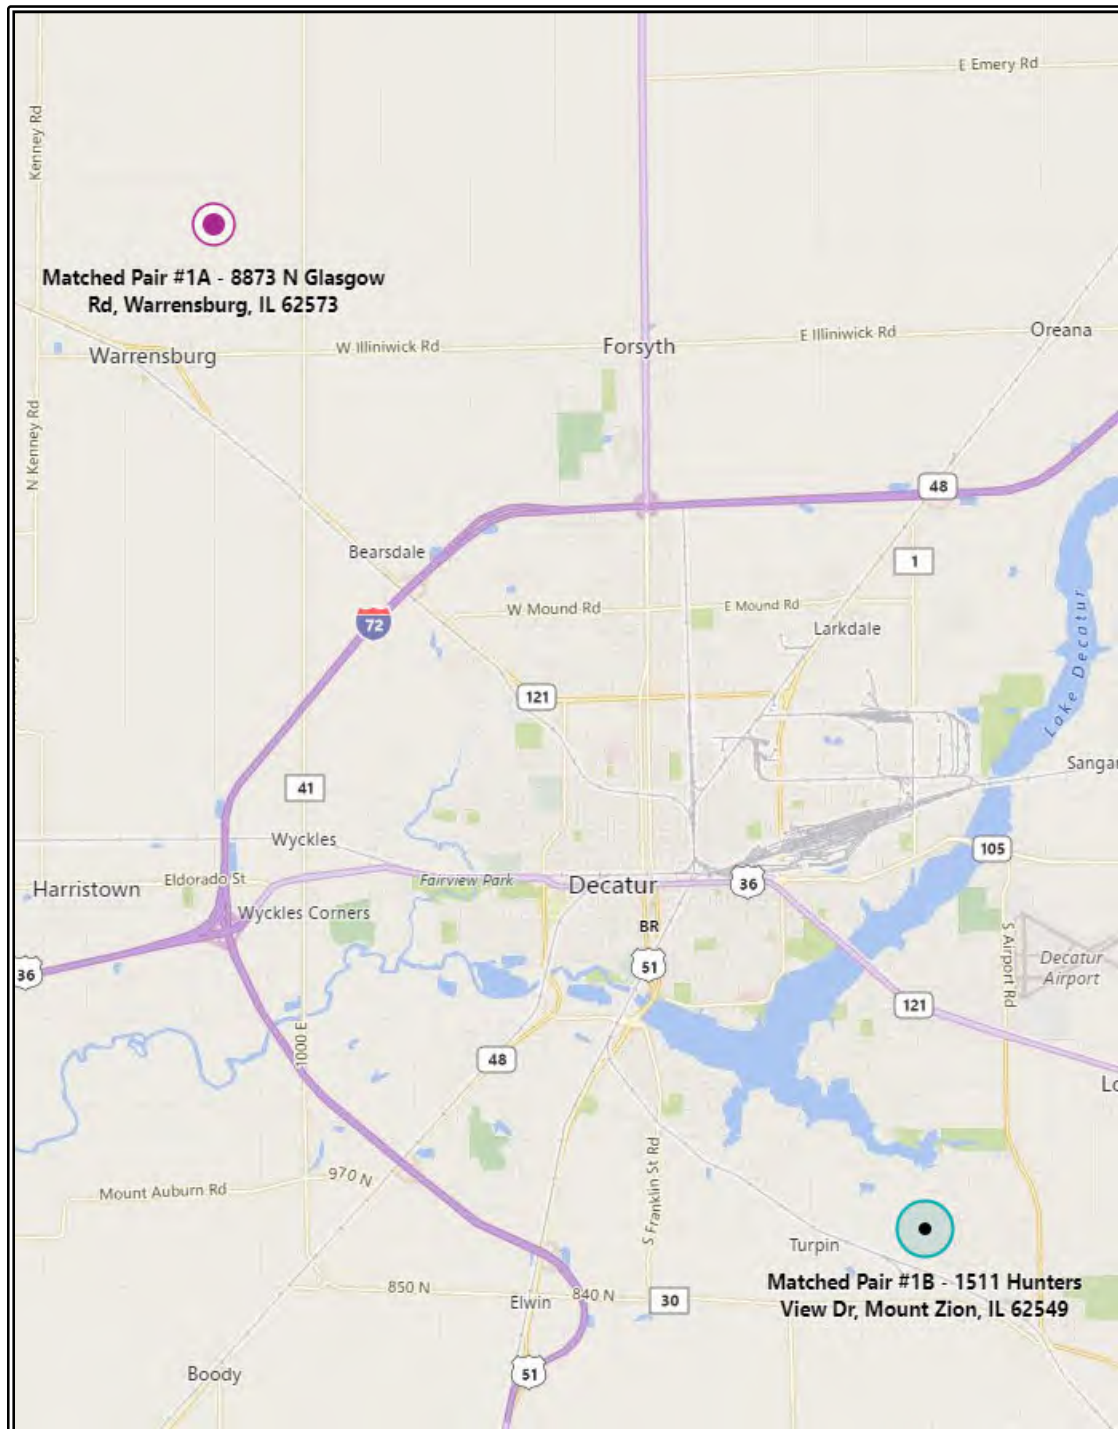 E Emery Rd
Kenney Rd
Matched Pair #1A - 8873 N Glasgow
Rd, Warrensburg, IL 62573
Warrensburg
W Illiniwick Rd
Forsyth
E Illiniwick Rd
Oreana
N Kenney Rd
48
Bearsdale
1
W Mound Rd
E Mound Rd
72
Larkdale
Lake Decatur
121
41
Wyckles
105
Harristown
Eldorado St
Fairview Park
Decatur
36
Wyckles Corners
BR
51
S Airport Rd
Decatur
Airport
36
121
1000 E
48
970 N
Mount Auburn Rd
S Franklin St Rd
Turpin
Matched Pair #1B - 1511 Hunters
View Dr, Mount Zion, IL 62549
850 N
Elwin
840 N
30
Boody
51